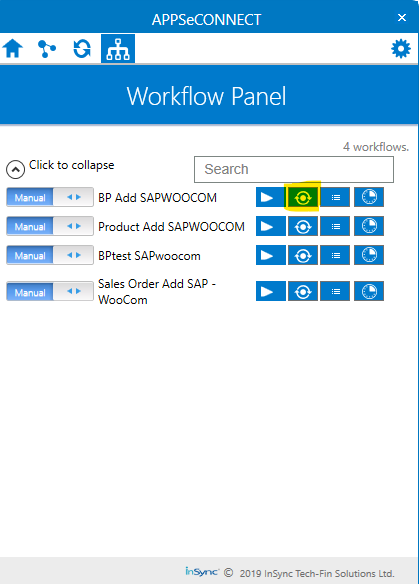 APPSeCONNECT
Workflow Panel
4 workflows.
Click to collapse
Search
Manual BP Add SAPWOOCOM
Manual Product Add SAPWOOCOM
Manual BPtest SAPwoocom
Manual Sales Order Add SAP -
WooCom
inSync © 2019 InSync Tech-Fin Solutions Ltd.